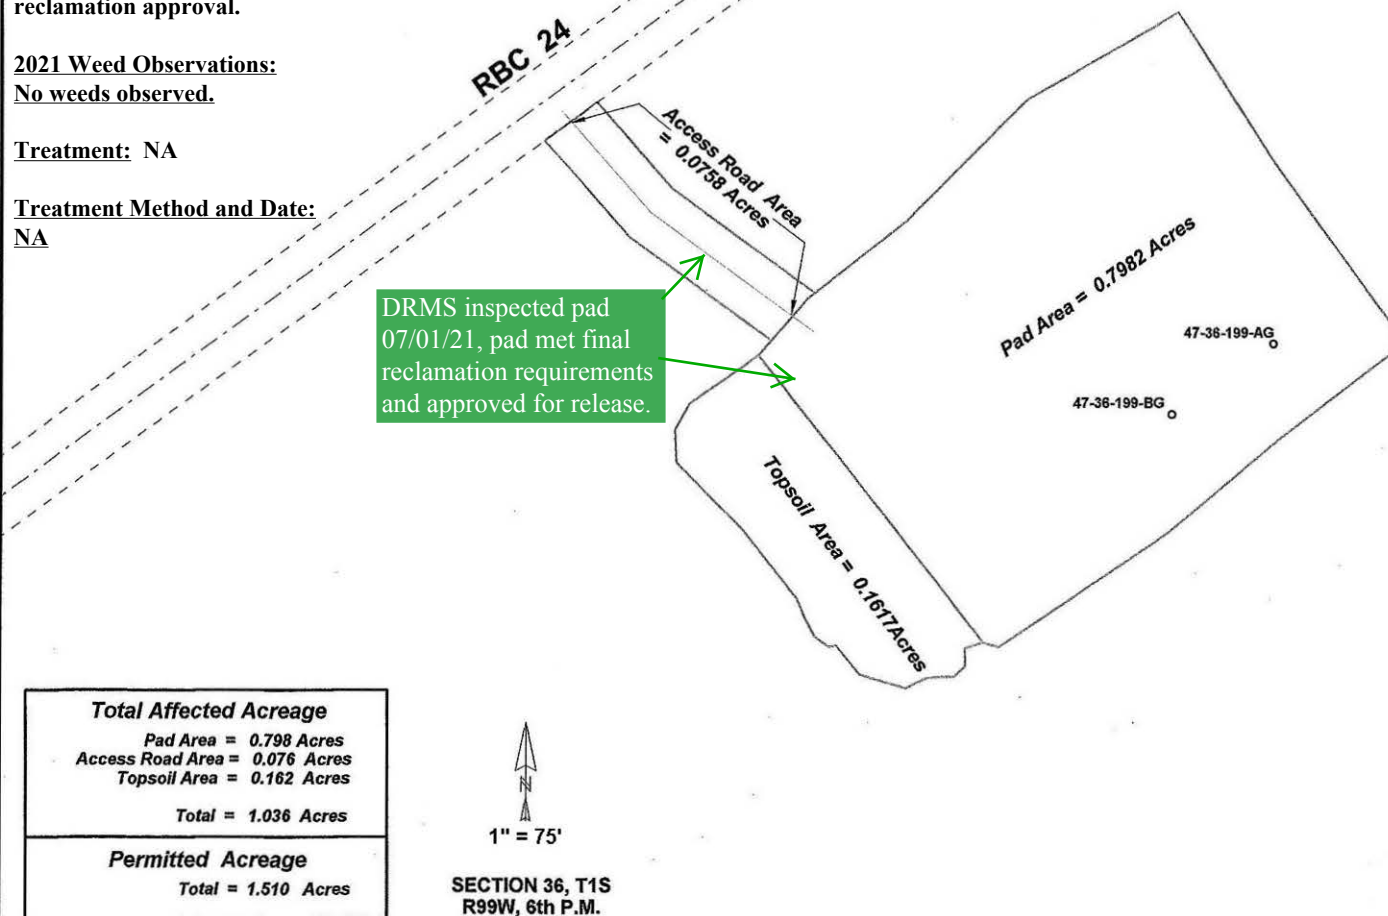 reclamation approval.
2021 Weed Observations:
No weeds observed.
Treatment: NA
Treatment Method and Date:
NA
RBC 24
Access Road Area
= 0.0758 Acres
DRMS inspected pad
07/01/21, pad met final
reclamation requirements
and approved for release.
Pad Area = 0.7982 Acres
47-36-199-AG
47-36-199-BG
Topsoil Area = 0.1617Acres
Total Affected Acreage
Pad Area = 0.798 Acres
Access Road Area = 0.076 Acres
Topsoil Area = 0.162 Acres
Total = 1.036 Acres
Permitted Acreage
Total = 1.510 Acres
N
1" = 75'
SECTION 36, T1S
R99W, 6th P.M.